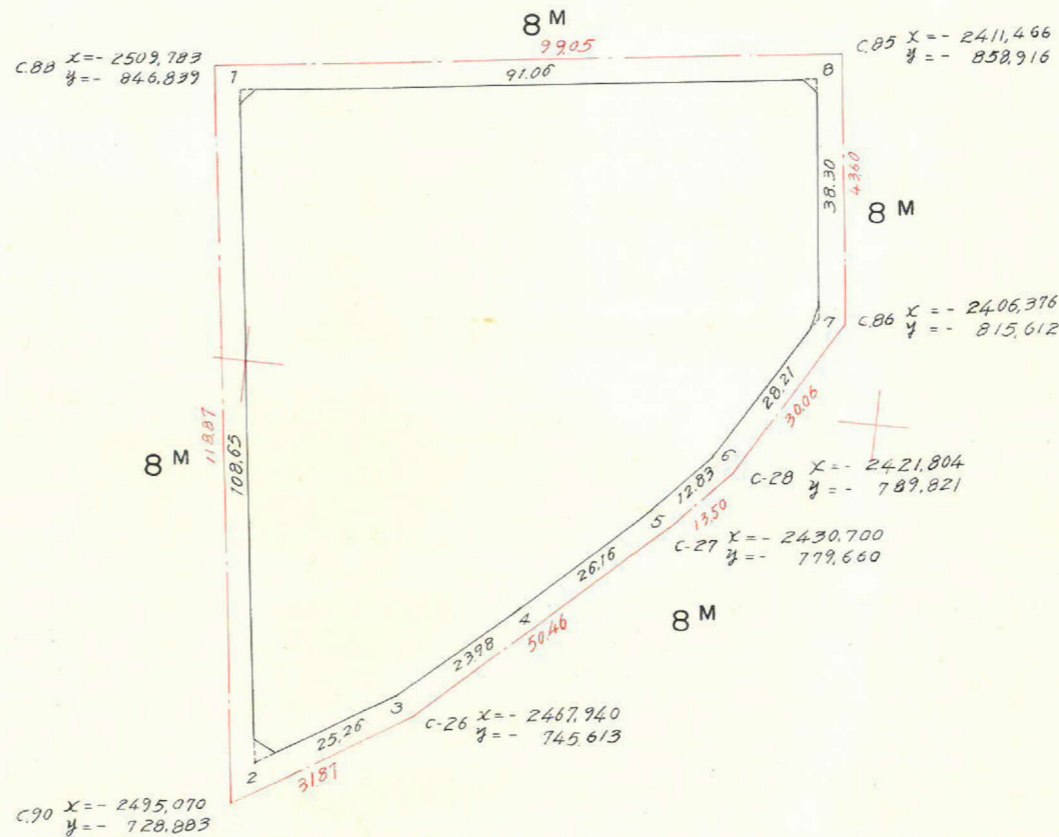 8 M
99.05
C.88 x=- 2509,783
y=- 846,839
C.85 x=- 2411,466
y=- 858,916
1
91.06
8
38.30
43.60
8 M
C.86 x=- 2406,376
y=- 815,612
7
28.21
30.06
118.87
108.65
8 M
6
C-28 x=- 2421,804
y=- 789,821
12.83
13.50
5
C-27 x=- 2430,700
y=- 779,660
26.16
8 M
4
50.46
23.98
3
C-26 x=- 2467,940
y=- 745,613
25.26
2
31.87
C.90 x=- 2495,070
y=- 728,883